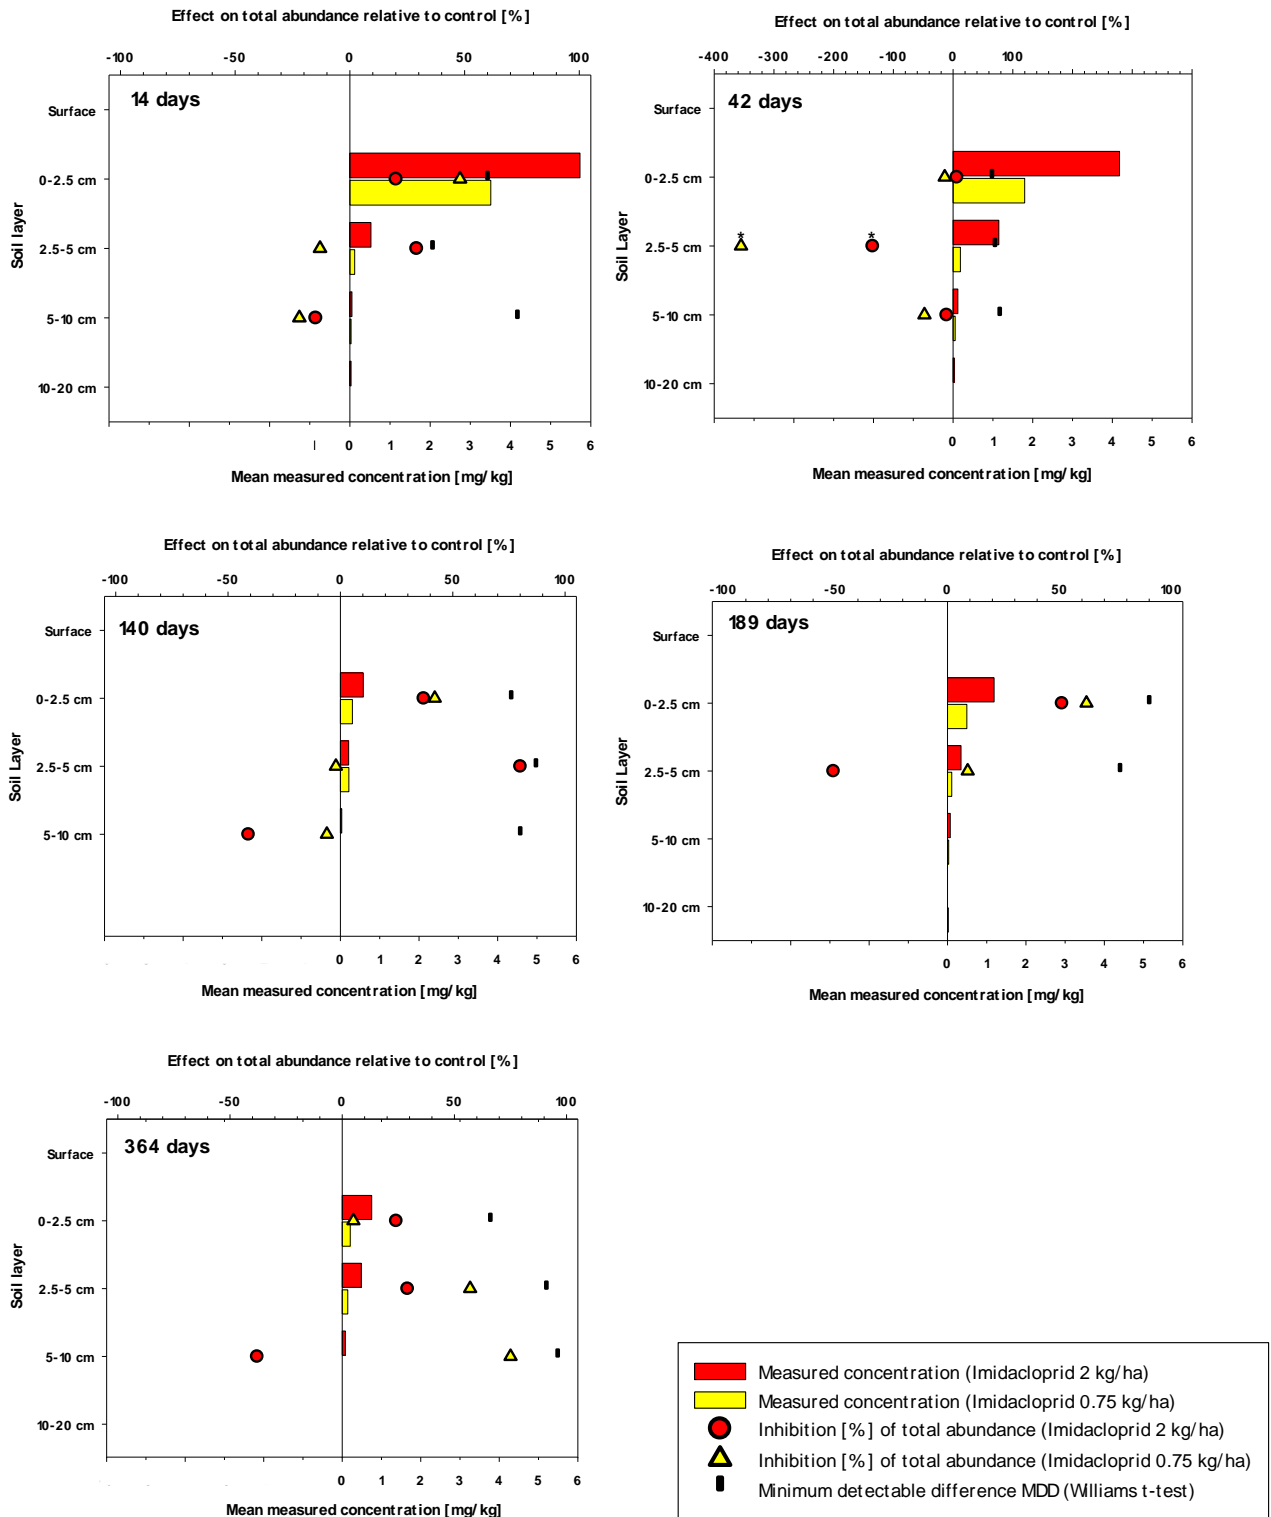 Effect on total abundance relative to control [%]
-100 -50 0 50 100
14 days
Surface
0-2.5 cm
2.5-5 cm
5-10 cm
10-20 cm
Soil layer
0 1 2 3 4 5 6
Mean measured concentration [mg/kg]
Effect on total abundance relative to control [%]
-400 -300 -200 -100 0 100
42 days
Surface
0-2.5 cm
* *
2.5-5 cm
5-10 cm
10-20 cm
Soil Layer
0 1 2 3 4 5 6
Mean measured concentration [mg/kg]
Effect on total abundance relative to control [%]
-100 -50 0 50 100
140 days
Surface
0-2.5 cm
2.5-5 cm
5-10 cm
Soil Layer
0 1 2 3 4 5 6
Mean measured concentration [mg/kg]
Effect on total abundance relative to control [%]
-100 -50 0 50 100
189 days
Surface
0-2.5 cm
2.5-5 cm
5-10 cm
10-20 cm
Soil Layer
0 1 2 3 4 5 6
Mean measured concentration [mg/kg]
Effect on total abundance relative to control [%]
-100 -50 0 50 100
364 days
Surface
0-2.5 cm
2.5-5 cm
5-10 cm
10-20 cm
Soil layer
0 1 2 3 4 5 6
Mean measured concentration [mg/kg]
Measured concentration (Imidacloprid 2 kg/ha)
Measured concentration (Imidacloprid 0.75 kg/ha)
Inhibition [%] of total abundance (Imidacloprid 2 kg/ha)
Inhibition [%] of total abundance (Imidacloprid 0.75 kg/ha)
Minimum detectable difference MDD (Williams t-test)